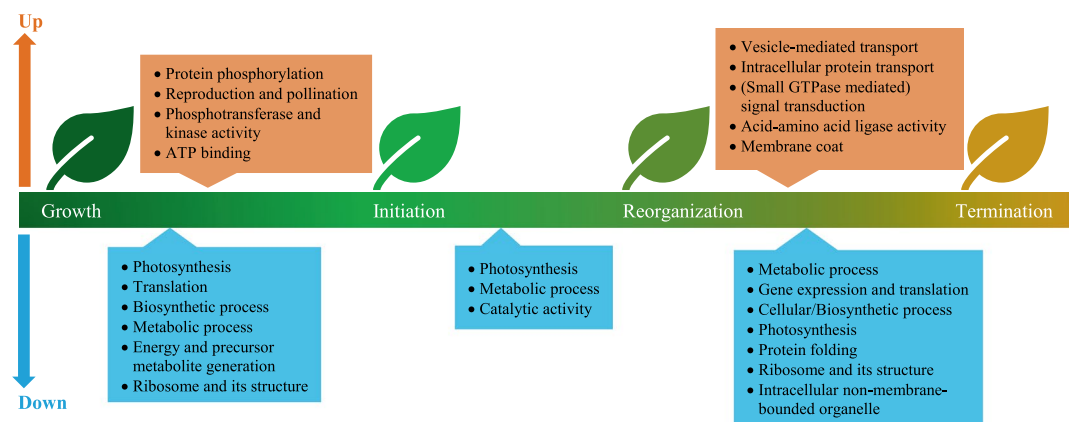 Up
• Protein phosphorylation
• Reproduction and pollination
• Phosphotransferase and
kinase activity
• ATP binding
• Vesicle-mediated transport
• Intracellular protein transport
• (Small GTPase mediated)
signal transduction
• Acid-amino acid ligase activity
• Membrane coat
Growth
Initiation
Reorganization
Termination
• Photosynthesis
• Translation
• Biosynthetic process
• Metabolic process
• Energy and precursor
metabolite generation
• Ribosome and its structure
• Photosynthesis
• Metabolic process
• Catalytic activity
• Metabolic process
• Gene expression and translation
• Cellular/Biosynthetic process
• Photosynthesis
• Protein folding
• Ribosome and its structure
• Intracellular non-membrane-
bounded organelle
Down